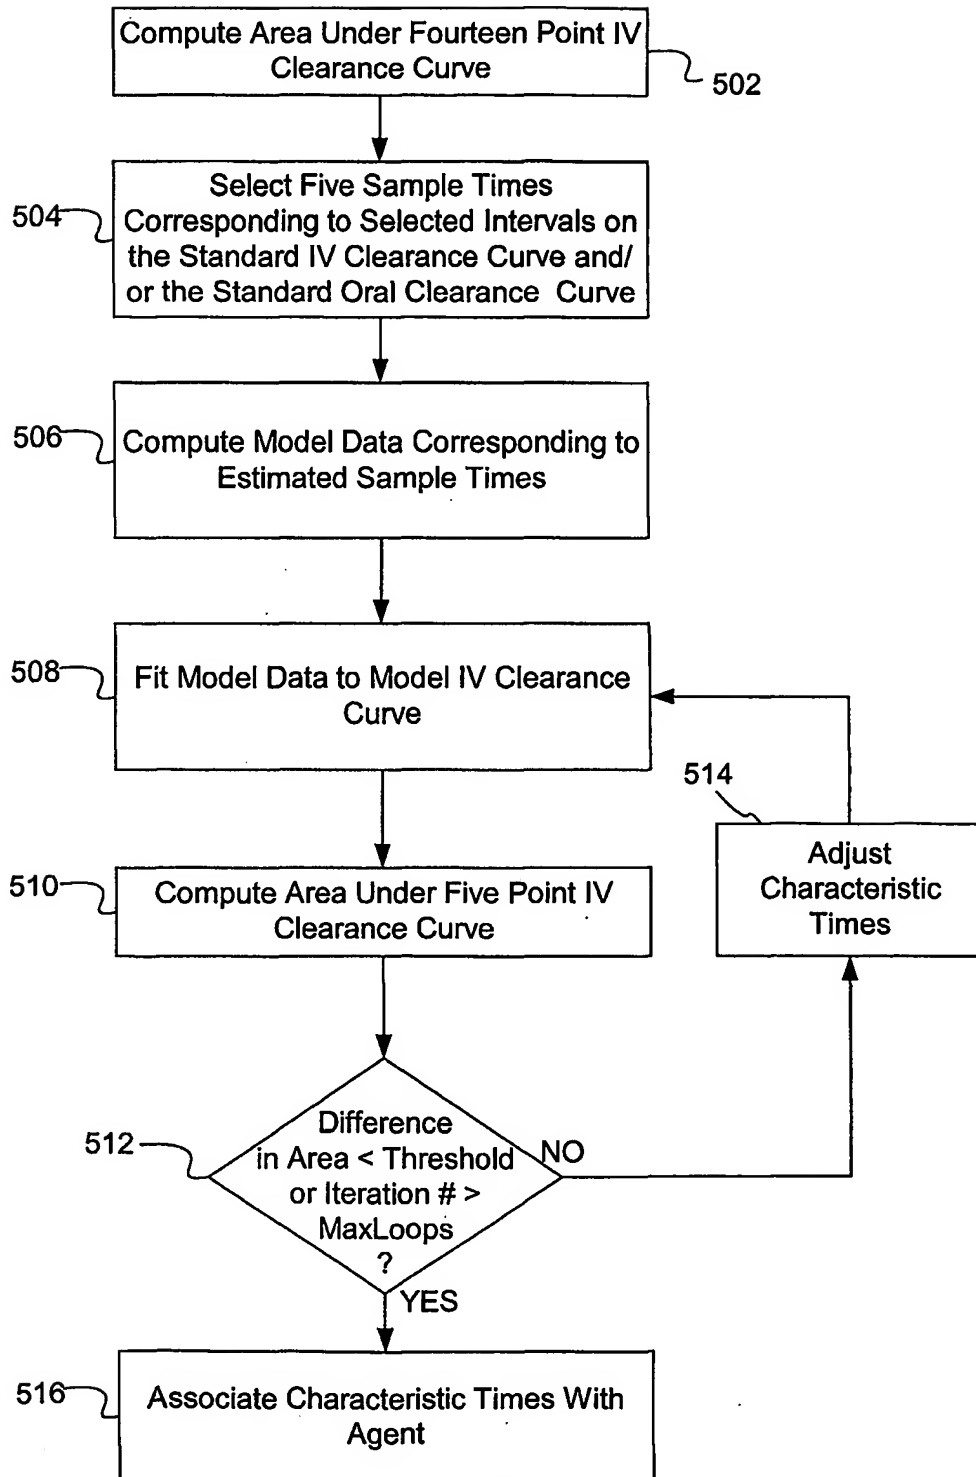 Compute Area Under Fourteen Point IV
Clearance Curve
502
504
Select Five Sample Times
Corresponding to Selected Intervals on
the Standard IV Clearance Curve and/
or the Standard Oral Clearance Curve
506
Compute Model Data Corresponding to
Estimated Sample Times
508
Fit Model Data to Model IV Clearance
Curve
514
Adjust
Characteristic
Times
510
Compute Area Under Five Point IV
Clearance Curve
512
Difference
in Area < Threshold
or Iteration # >
MaxLoops
?
NO
YES
516
Associate Characteristic Times With
Agent